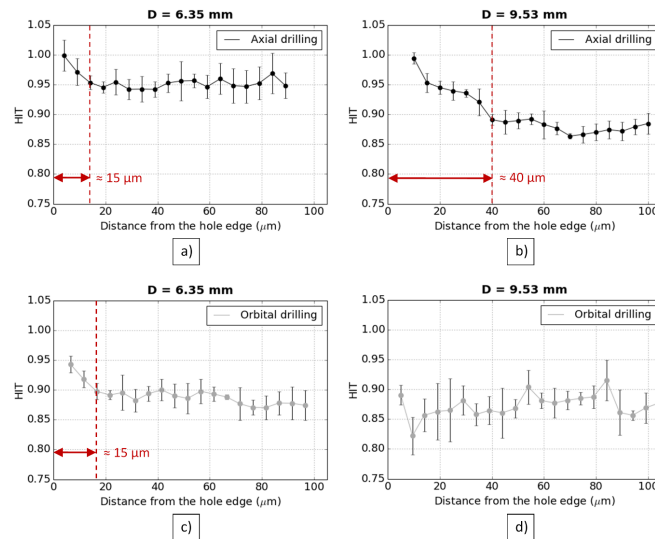 D = 6.35 mm
1.05
1.00
0.95
0.90
0.85
0.80
0.75
HIT
Axial drilling
≈ 15 μm
0 20 40 60 80 100
Distance from the hole edge (μm)
a)
D = 9.53 mm
1.05
1.00
0.95
0.90
0.85
0.80
0.75
HIT
Axial drilling
≈ 40 μm
0 20 40 60 80 100
Distance from the hole edge (μm)
b)
D = 6.35 mm
1.05
1.00
0.95
0.90
0.85
0.80
0.75
HIT
Orbital drilling
≈ 15 μm
0 20 40 60 80 100
Distance from the hole edge (μm)
c)
D = 9.53 mm
1.05
1.00
0.95
0.90
0.85
0.80
0.75
HIT
Orbital drilling
0 20 40 60 80 100
Distance from the hole edge (μm)
d)